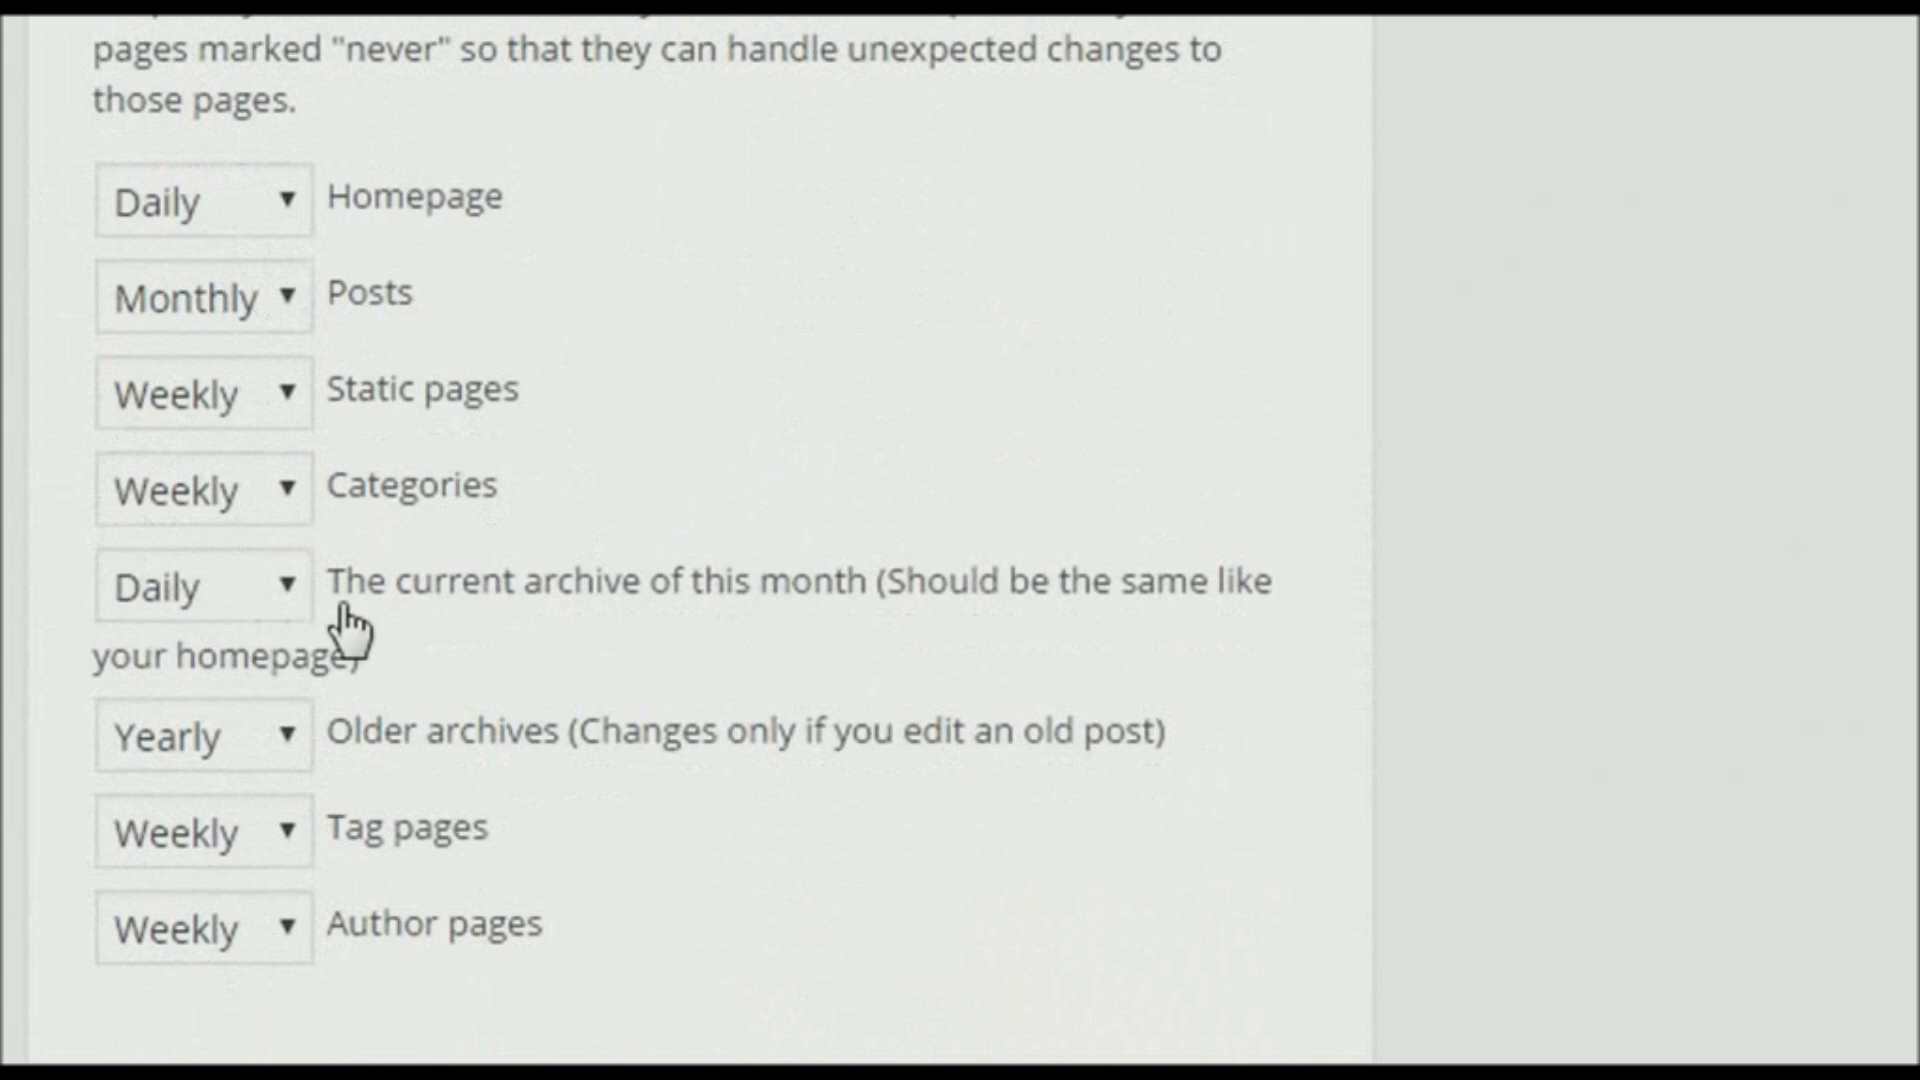 pages marked "never" so that they can handle unexpected changes to
those pages.
Daily Homepage
Monthly Posts
Weekly Static pages
Weekly Categories
Daily The current archive of this month (Should be the same like
your homepage)
Yearly Older archives (Changes only if you edit an old post)
Weekly Tag pages
Weekly Author pages